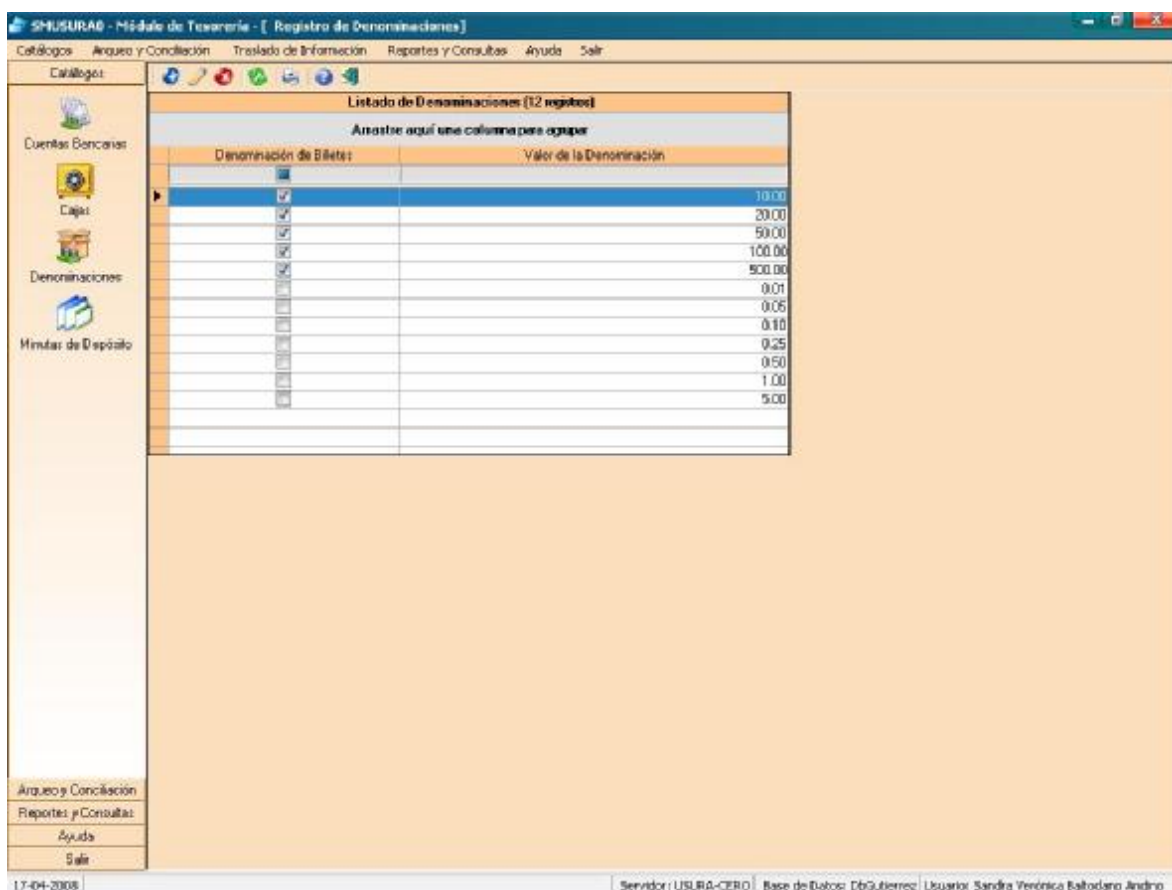 SMUSURA0 - Módulo de Tesorería - [ Registro de Denominaciones]
Catálogos Arqueo y Conciliación Traslado de Información Reportes y Consultas Ayuda Salir
Catálogos
Cuentas Bancarias
Cajas
Denominaciones
Minutas de Depósito
Listado de Denominaciones (12 registros)
Arrastre aquí una columna para agrupar
Denominación de Billetes Valor de la Denominación
10.00
20.00
50.00
100.00
500.00
0.01
0.05
0.10
0.25
0.50
1.00
5.00
Arqueo y Conciliación
Reportes y Consultas
Ayuda
Salir
17-04-2008 Servidor: USURA-CERO Base de Datos: DbGutierrez Usuario: Sandra Verónica Baltodano Andino